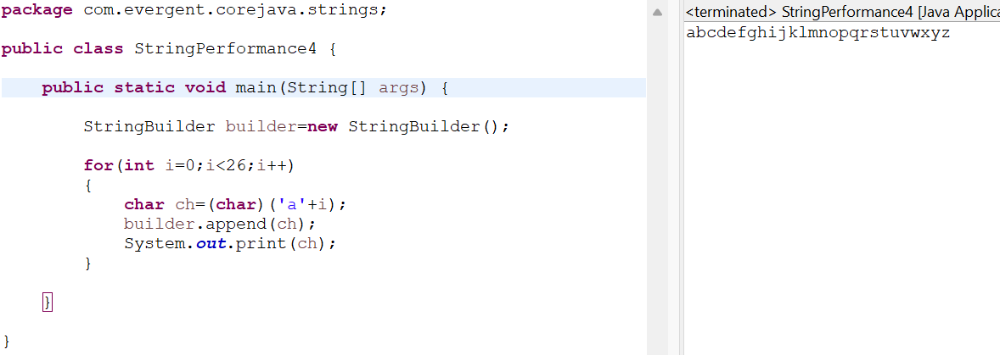 package com.evergent.corejava.strings;
public class StringPerformance4 {
public static void main(String[] args) {
StringBuilder builder=new StringBuilder();
for(int i=0;i<26;i++)
{
char ch=(char)('a'+i);
builder.append(ch);
System.out.print(ch);
}
}
}
<terminated> StringPerformance4 [Java Applica
abcdefghijklmnopqrstuvwxyz